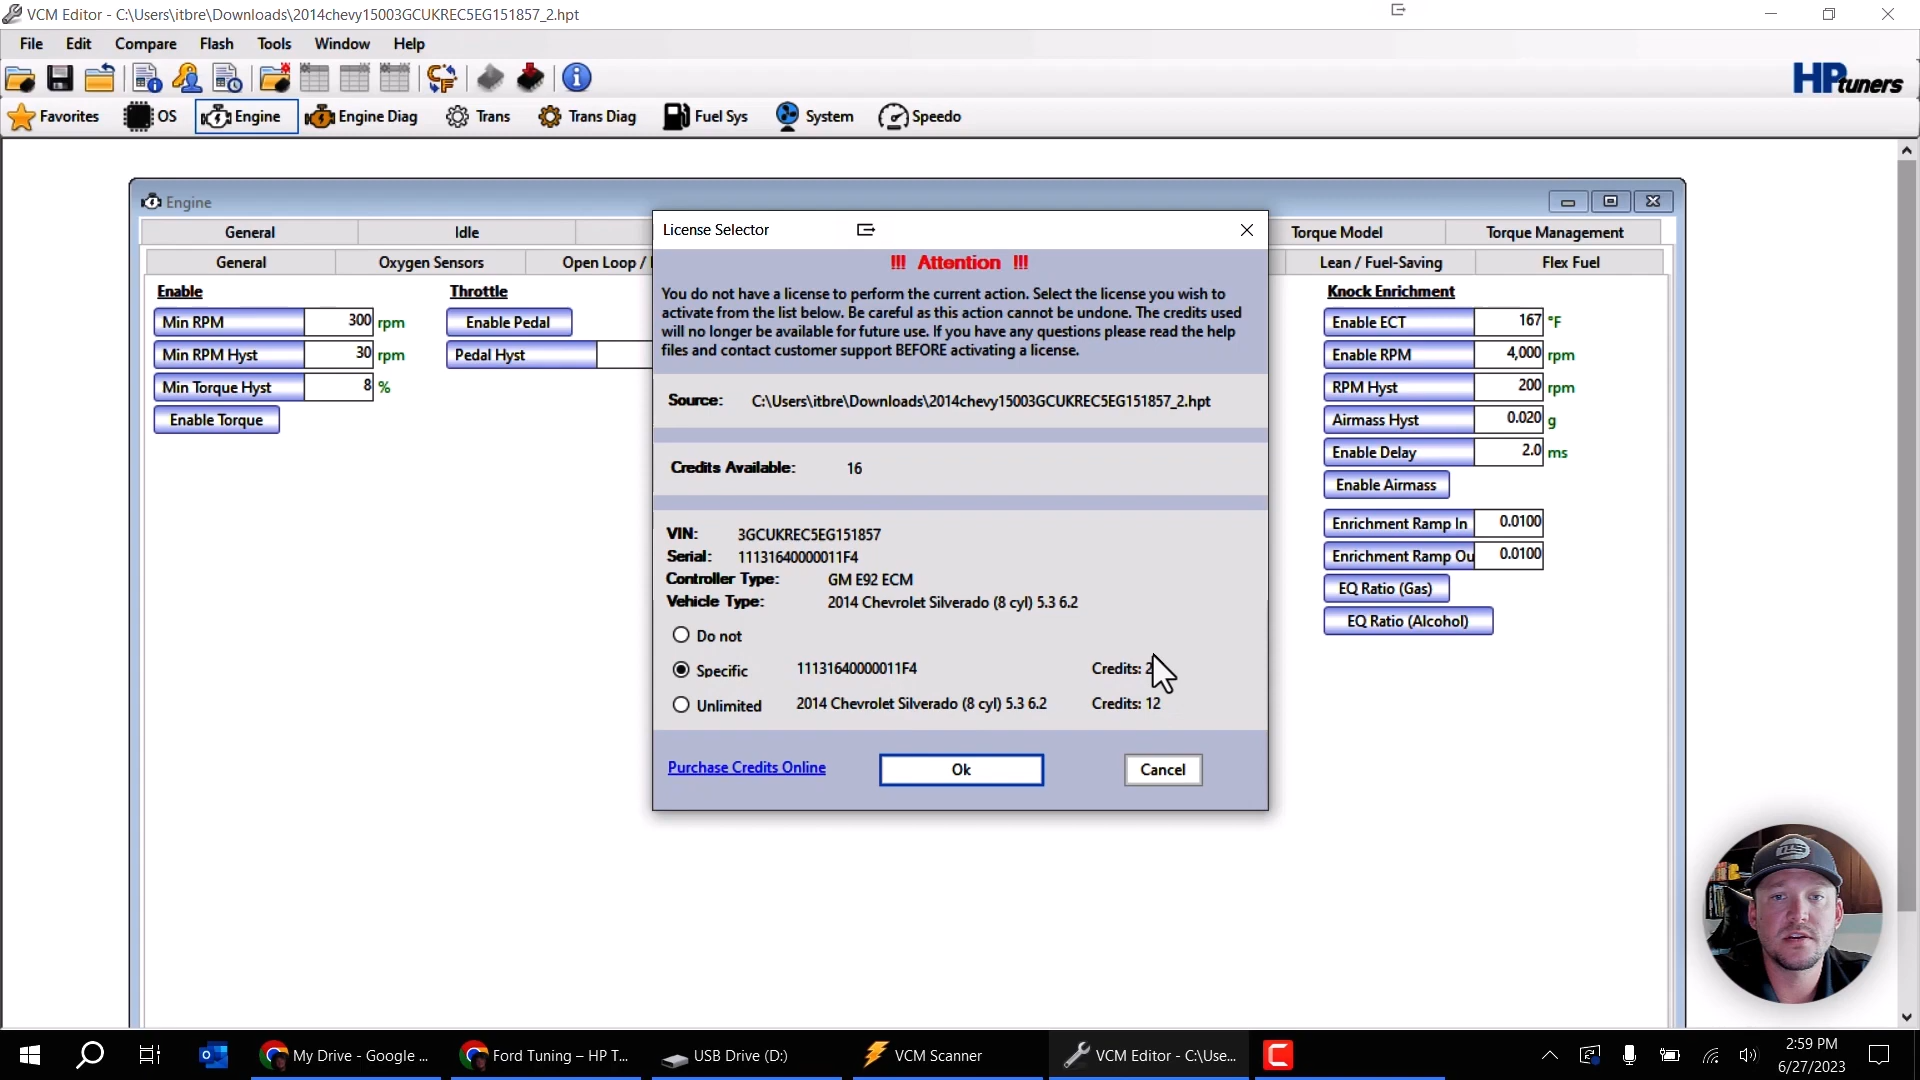 VCM Editor - C:\Users\itbre\Downloads\2014chevy15003GCUKREC5EG151857_2.hpt
File Edit Compare Flash Tools Window Help
HPtuners
Favorites OS Engine Engine Diag Trans Trans Diag Fuel Sys System Speedo
Engine
General Idle Torque Model Torque Management
General Oxygen Sensors Open Loop / Lean / Fuel-Saving Flex Fuel
Enable
Min RPM 300 rpm
Min RPM Hyst 30 rpm
Min Torque Hyst 8 %
Enable Torque
Throttle
Enable Pedal
Pedal Hyst
License Selector
!!! Attention !!!
You do not have a license to perform the current action. Select the license you wish to
activate from the list below. Be careful as this action cannot be undone. The credits used
will no longer be available for future use. If you have any questions please read the help
files and contact customer support BEFORE activating a license.
Source: C:\Users\itbre\Downloads\2014chevy15003GCUKREC5EG151857_2.hpt
Credits Available: 16
VIN: 3GCUKREC5EG151857
Serial: 11131640000011F4
Controller Type: GM E92 ECM
Vehicle Type: 2014 Chevrolet Silverado (8 cyl) 5.3 6.2
Do not
Specific 11131640000011F4 Credits: 2
Unlimited 2014 Chevrolet Silverado (8 cyl) 5.3 6.2 Credits: 12
Purchase Credits Online Ok Cancel
Knock Enrichment
Enable ECT 167 °F
Enable RPM 4,000 rpm
RPM Hyst 200 rpm
Airmass Hyst 0.020 g
Enable Delay 2.0 ms
Enable Airmass
Enrichment Ramp In 0.0100
Enrichment Ramp Ou 0.0100
EQ Ratio (Gas)
EQ Ratio (Alcohol)
My Drive - Google ... Ford Tuning – HP T... USB Drive (D:) VCM Scanner VCM Editor - C:\Use...
2:59 PM
6/27/2023